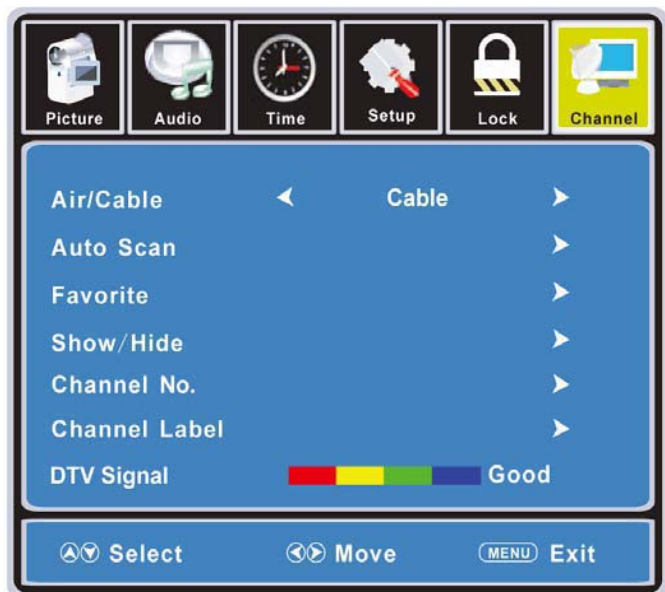 Picture Audio Time Setup Lock Channel
Air/Cable Cable
Auto Scan
Favorite
Show/Hide
Channel No.
Channel Label
DTV Signal Good
Select Move MENU Exit